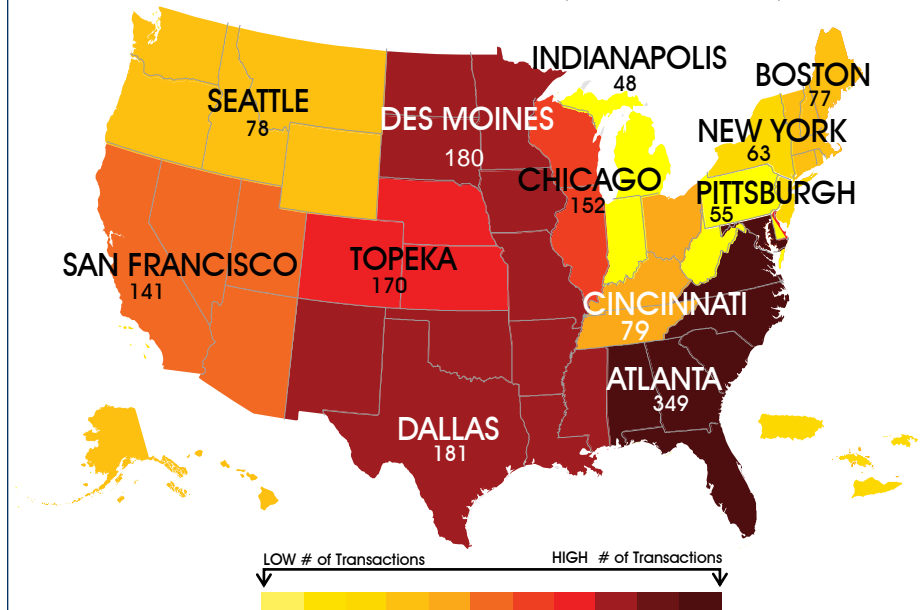 INDIANAPOLIS
48
BOSTON
77
SEATTLE
78
DES MOINES
180
NEW YORK
63
CHICAGO
152
PITTSBURGH
55
SAN FRANCISCO
141
TOPEKA
170
CINCINNATI
79
ATLANTA
349
DALLAS
181
LOW # of Transactions
HIGH # of Transactions